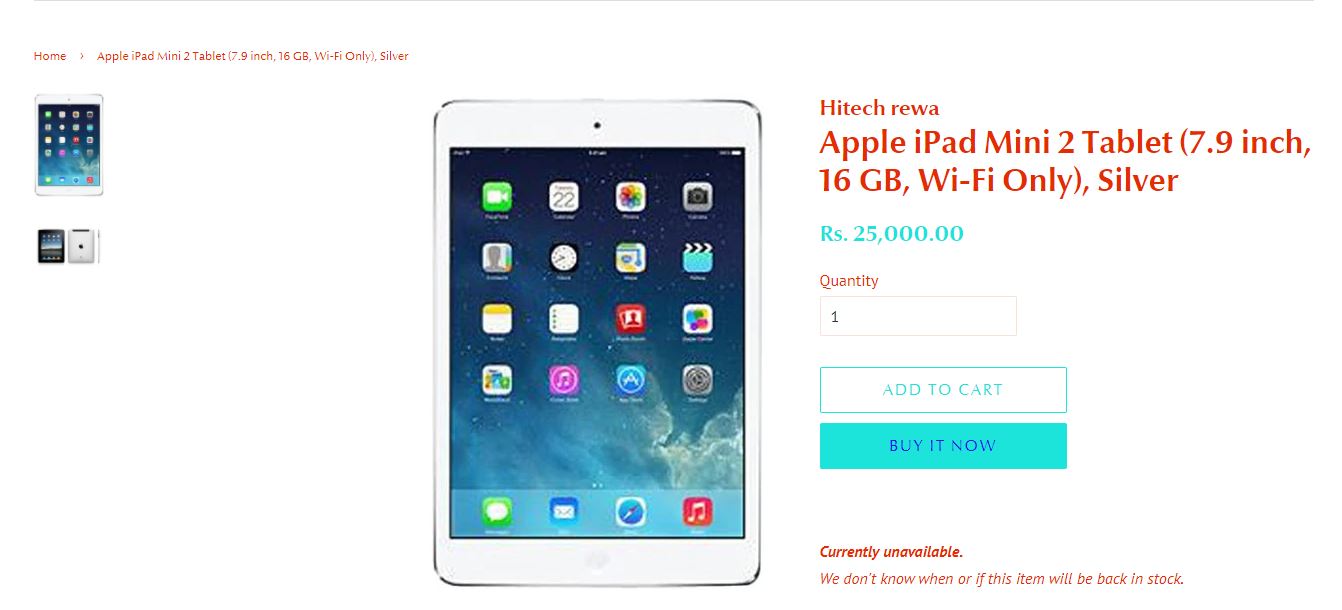 Home › Apple iPad Mini 2 Tablet (7.9 inch, 16 GB, Wi-Fi Only), Silver
Hitech rewa
Apple iPad Mini 2 Tablet (7.9 inch,
16 GB, Wi-Fi Only), Silver
Rs. 25,000.00
Quantity
1
ADD TO CART
BUY IT NOW
Currently unavailable.
We don't know when or if this item will be back in stock.
22